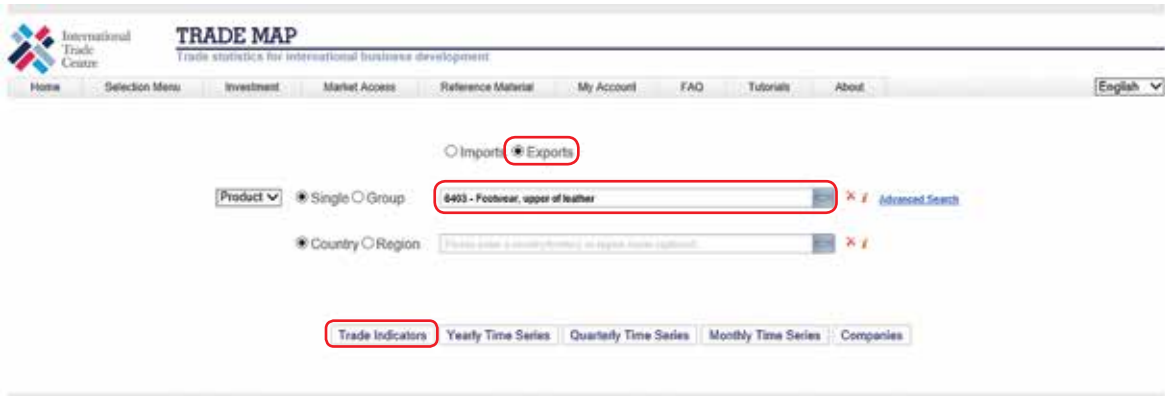 International
Trade
Centre
TRADE MAP
Trade statistics for international business development
Home Selection Menu Investment Market Access Reference Material My Account FAQ Tutorials About English
Imports Exports
Product Single Group 6403 - Footwear, upper of leather Advanced Search
Country Region
Trade Indicators Yearly Time Series Quarterly Time Series Monthly Time Series Companies